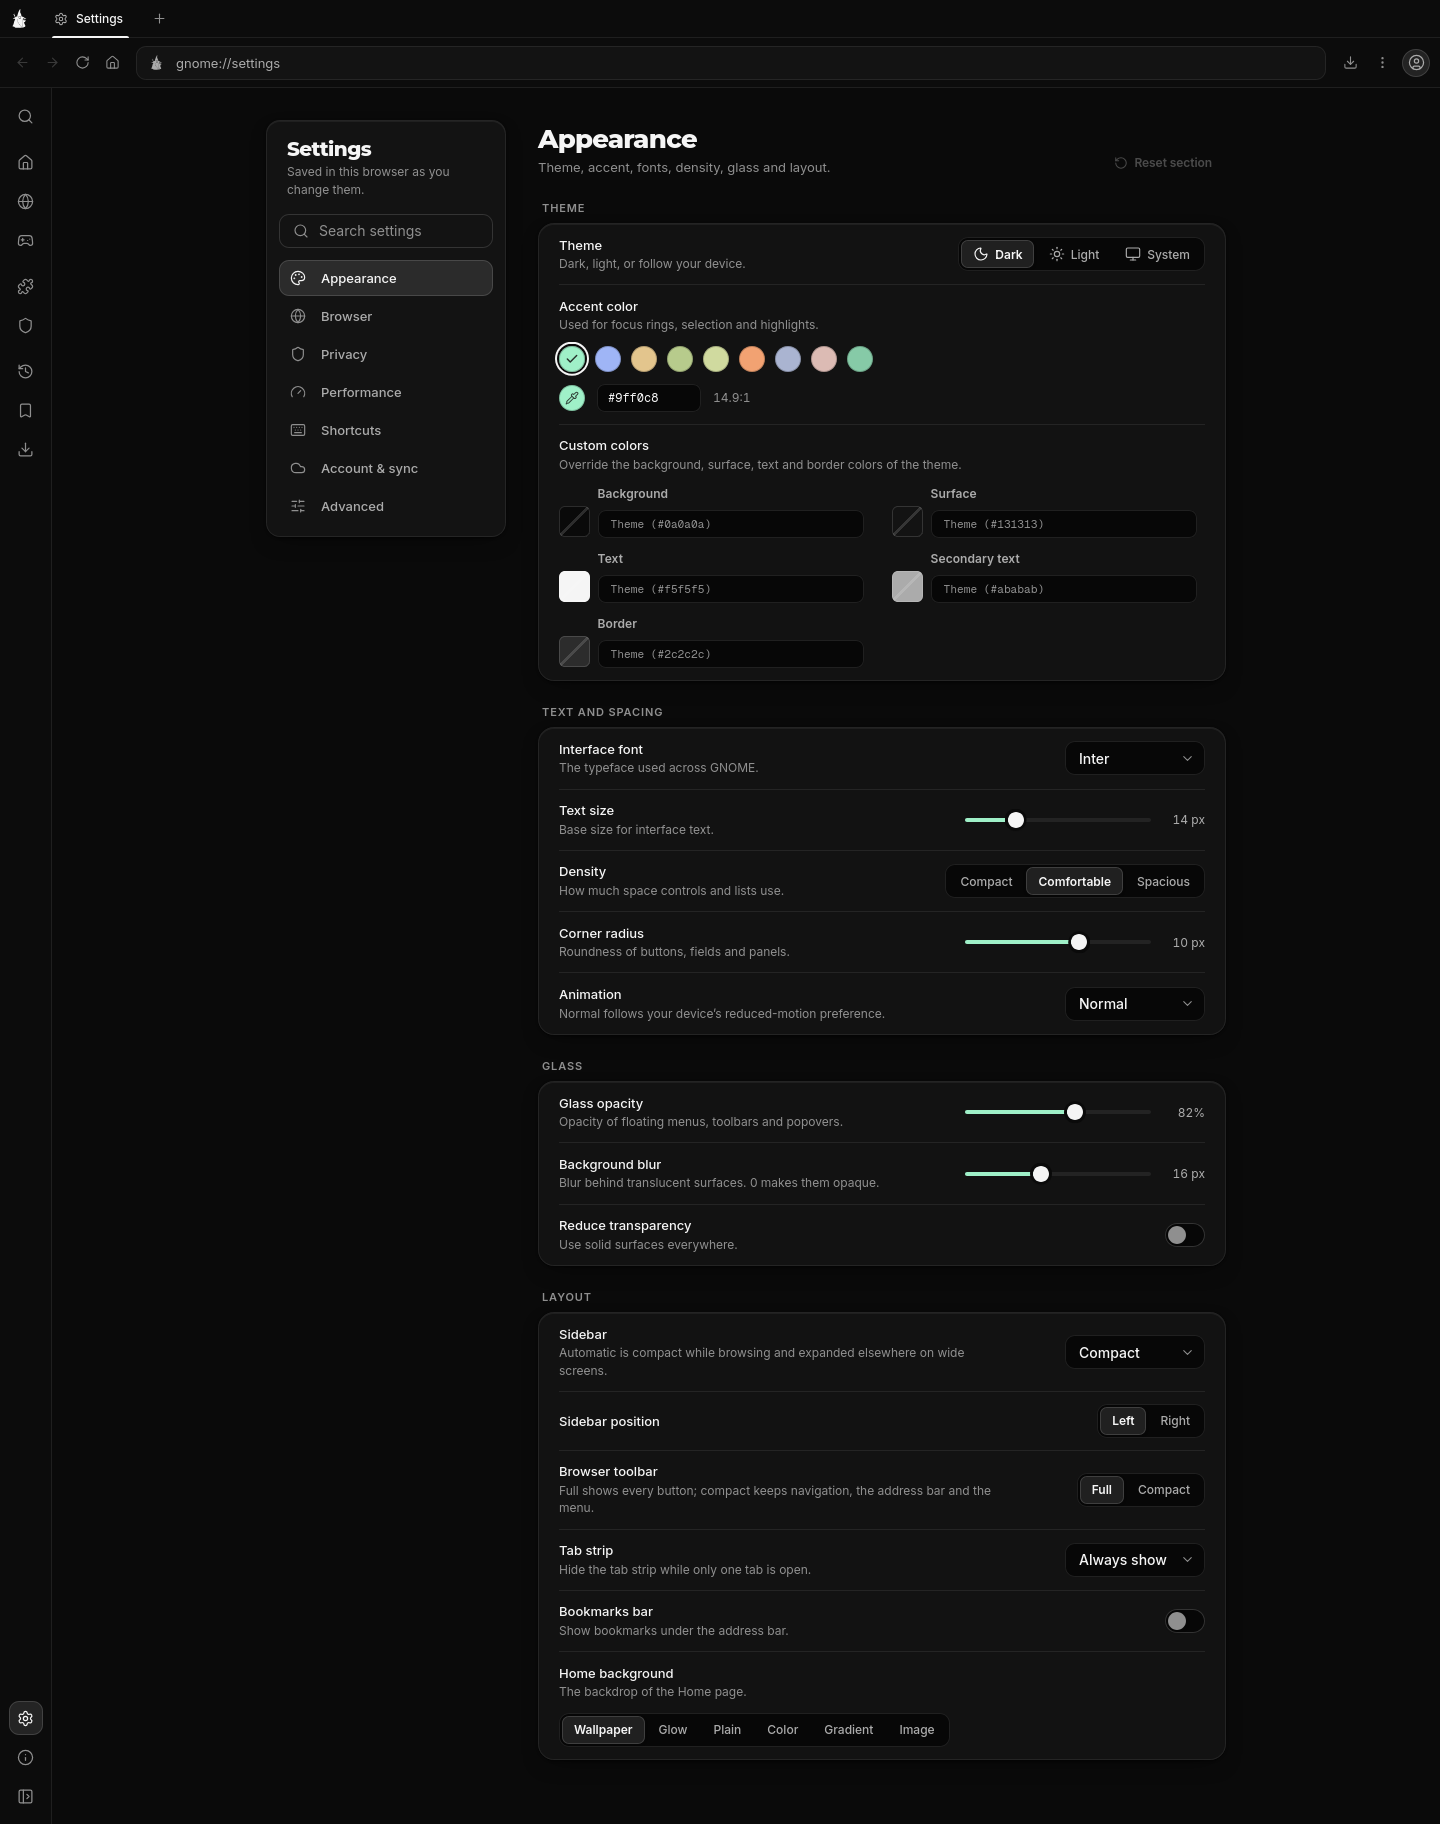 Settings
gnome://settings
Settings
Saved in this browser as you
change them.
Search settings
Appearance
Browser
Privacy
Performance
Shortcuts
Account & sync
Advanced
Appearance
Theme, accent, fonts, density, glass and layout.
Reset section
THEME
Theme
Dark, light, or follow your device.
Dark Light System
Accent color
Used for focus rings, selection and highlights.
#9ff0c8 14.9:1
Custom colors
Override the background, surface, text and border colors of the theme.
Background Surface
Theme (#0a0a0a) Theme (#131313)
Text Secondary text
Theme (#f5f5f5) Theme (#ababab)
Border
Theme (#2c2c2c)
TEXT AND SPACING
Interface font
The typeface used across GNOME.
Inter
Text size
Base size for interface text.
14 px
Density
How much space controls and lists use.
Compact Comfortable Spacious
Corner radius
Roundness of buttons, fields and panels.
10 px
Animation
Normal follows your device’s reduced-motion preference.
Normal
GLASS
Glass opacity
Opacity of floating menus, toolbars and popovers.
82%
Background blur
Blur behind translucent surfaces. 0 makes them opaque.
16 px
Reduce transparency
Use solid surfaces everywhere.
LAYOUT
Sidebar
Automatic is compact while browsing and expanded elsewhere on wide
screens.
Compact
Sidebar position
Left Right
Browser toolbar
Full shows every button; compact keeps navigation, the address bar and the
menu.
Full Compact
Tab strip
Hide the tab strip while only one tab is open.
Always show
Bookmarks bar
Show bookmarks under the address bar.
Home background
The backdrop of the Home page.
Wallpaper Glow Plain Color Gradient Image